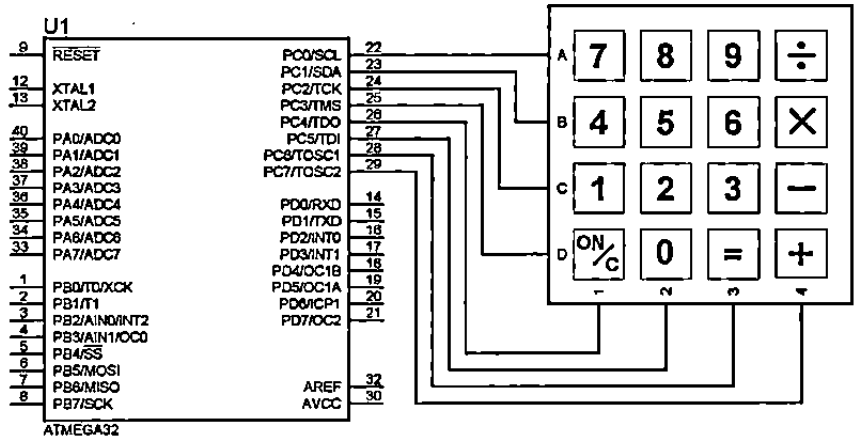 U1
9 RESET
12 XTAL1
13 XTAL2
40 PA0/ADC0
39 PA1/ADC1
38 PA2/ADC2
37 PA3/ADC3
36 PA4/ADC4
35 PA5/ADC5
34 PA6/ADC6
33 PA7/ADC7
1 PB0/T0/XCK
2 PB1/T1
3 PB2/AIN0/INT2
4 PB3/AIN1/OC0
5 PB4/SS
6 PB5/MOSI
7 PB6/MISO
8 PB7/SCK
PC0/SCL 22
PC1/SDA 23
PC2/TCK 24
PC3/TMS 25
PC4/TDO 26
PC5/TDI 27
PC6/TOSC1 28
PC7/TOSC2 29
PD0/RXD 14
PD1/TXD 15
PD2/INT0 16
PD3/INT1 17
PD4/OC1B 18
PD5/OC1A 19
PD6/ICP1 20
PD7/OC2 21
AREF 32
AVCC 30
ATMEGA32
A 7 8 9 ÷
B 4 5 6 ×
C 1 2 3 −
D ON/C 0 = +
1 2 3 4